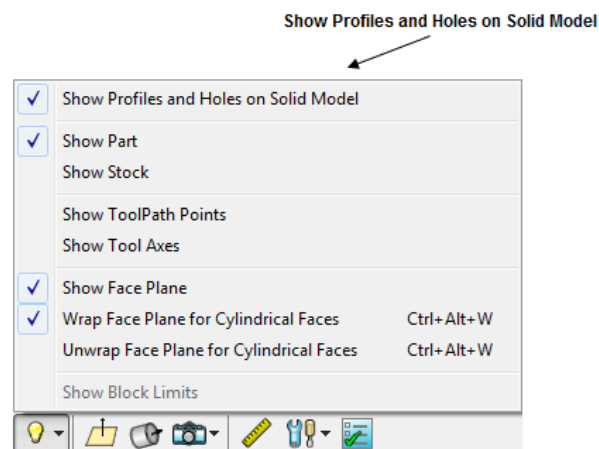 Show Profiles and Holes on Solid Model
Show Profiles and Holes on Solid Model
Show Part
Show Stock
Show ToolPath Points
Show Tool Axes
Show Face Plane
Wrap Face Plane for Cylindrical Faces Ctrl+Alt+W
Unwrap Face Plane for Cylindrical Faces Ctrl+Alt+W
Show Block Limits